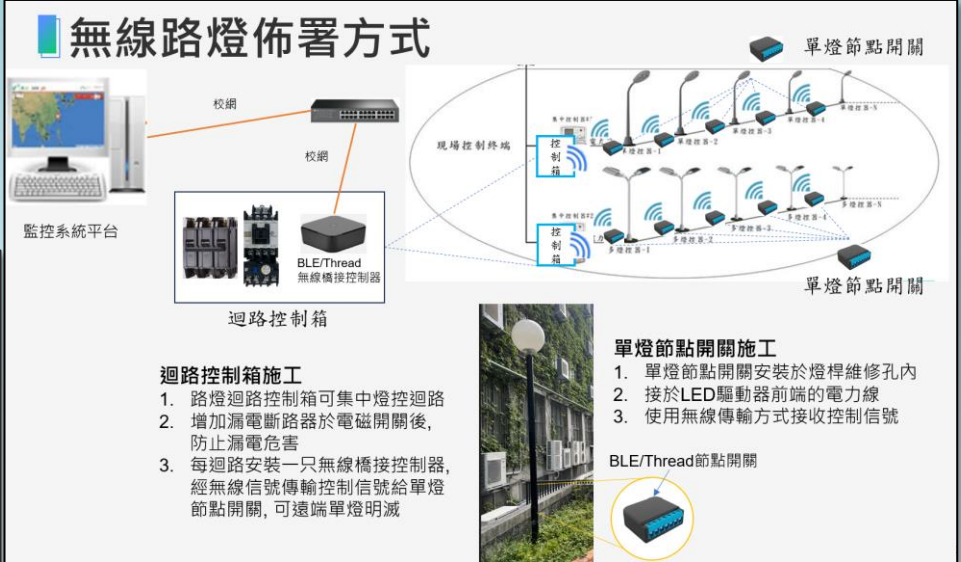 無線路燈佈署方式
單燈節點開關
校網
校網
監控系統平台
BLE/Thread
無線橋接控制器
迴路控制箱
現場控制終端
集中控制器#1
控制箱
單燈控器-1
單燈控器-2
單燈控器-3
單燈控器-4
單燈控器-N
集中控制器#2
控制箱
多燈控器-1
多燈控器-2
多燈控器-3
多燈控器-4
多燈控器-N
單燈節點開關
迴路控制箱施工
1. 路燈迴路控制箱可集中燈控迴路
2. 增加漏電斷路器於電磁開關後,
防止漏電危害
3. 每迴路安裝一只無線橋接控制器,
經無線信號傳輸控制信號給單燈
節點開關, 可遠端單燈明滅
單燈節點開關施工
1. 單燈節點開關安裝於燈桿維修孔內
2. 接於LED驅動器前端的電力線
3. 使用無線傳輸方式接收控制信號
BLE/Thread節點開關